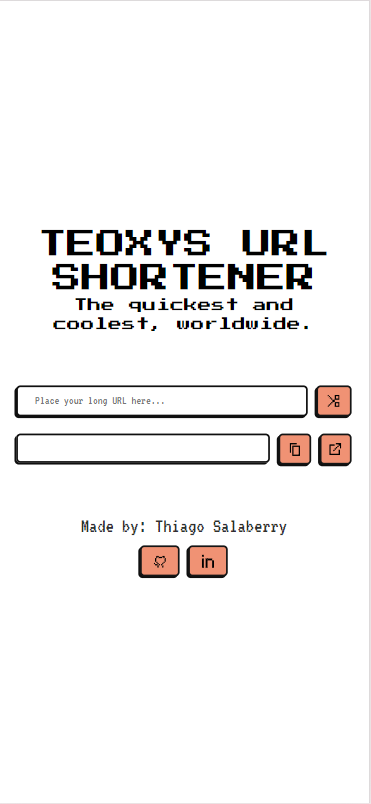 TEOXYS URL
SHORTENER
The quickest and
coolest, worldwide.
Place your long URL here...
Made by: Thiago Salaberry
in